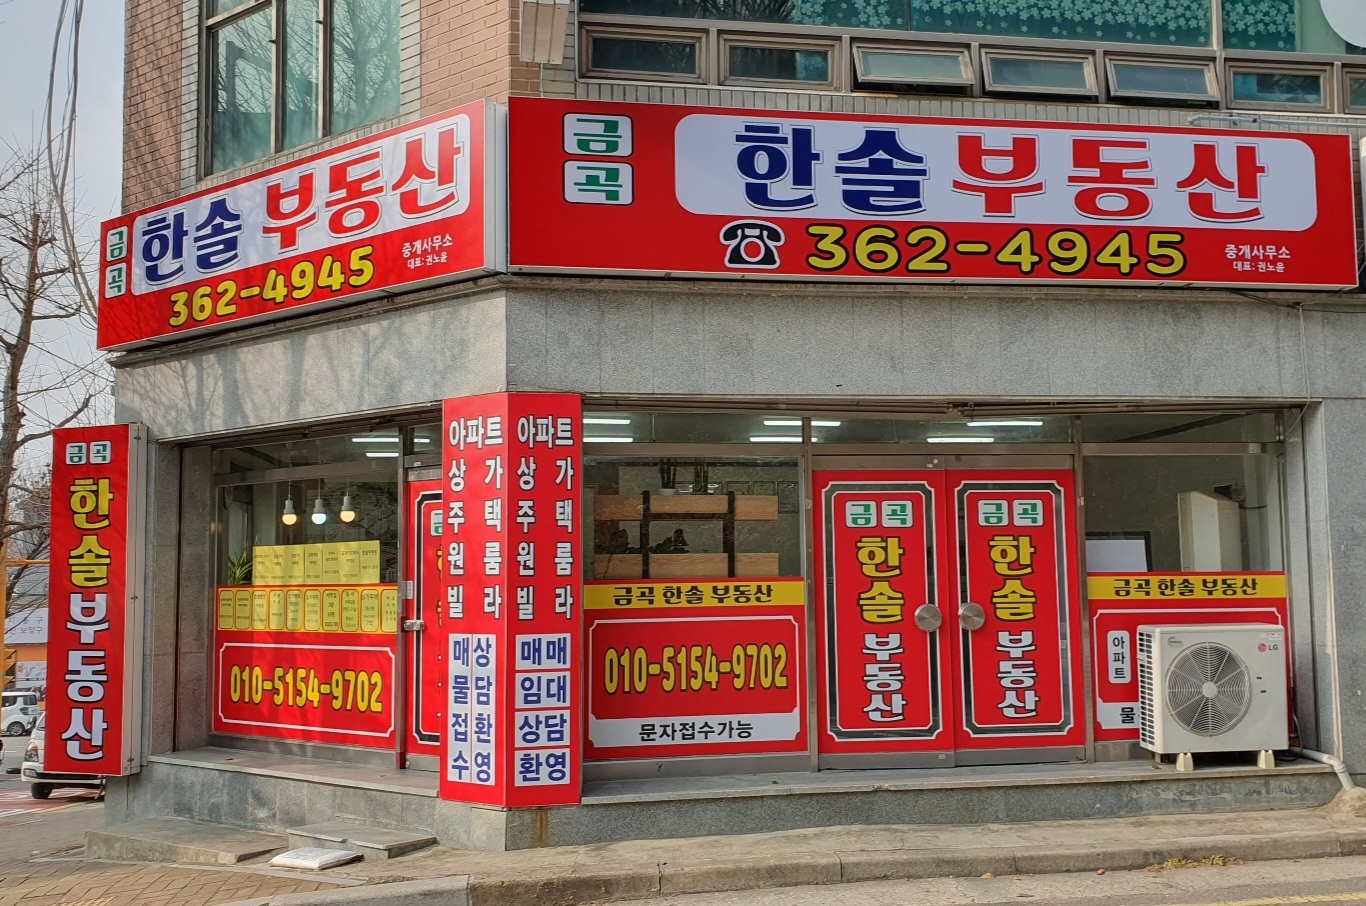 금곡
한솔부동산
362-4945
중개사무소
대표:권노윤
금곡
한솔부동산
362-4945
중개사무소
대표:권노윤
금곡
한솔부동산
010-5154-9702
아파트
상가
주택
원룸
빌라
매물접수
상담환영
아파트
상가
주택
원룸
빌라
매매
임대
상담
환영
금곡 한솔 부동산
010-5154-9702
문자접수가능
금곡
한솔부동산
금곡
한솔부동산
금곡 한솔 부동산
아파트
물
LG